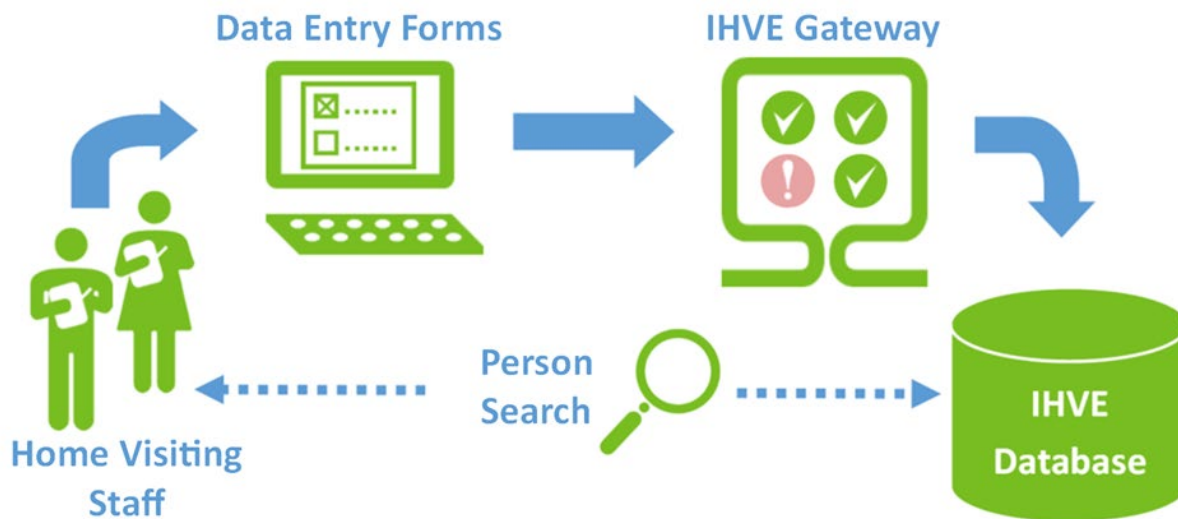 Data Entry Forms
IHVE Gateway
Person
Search
Home Visiting
Staff
IHVE
Database